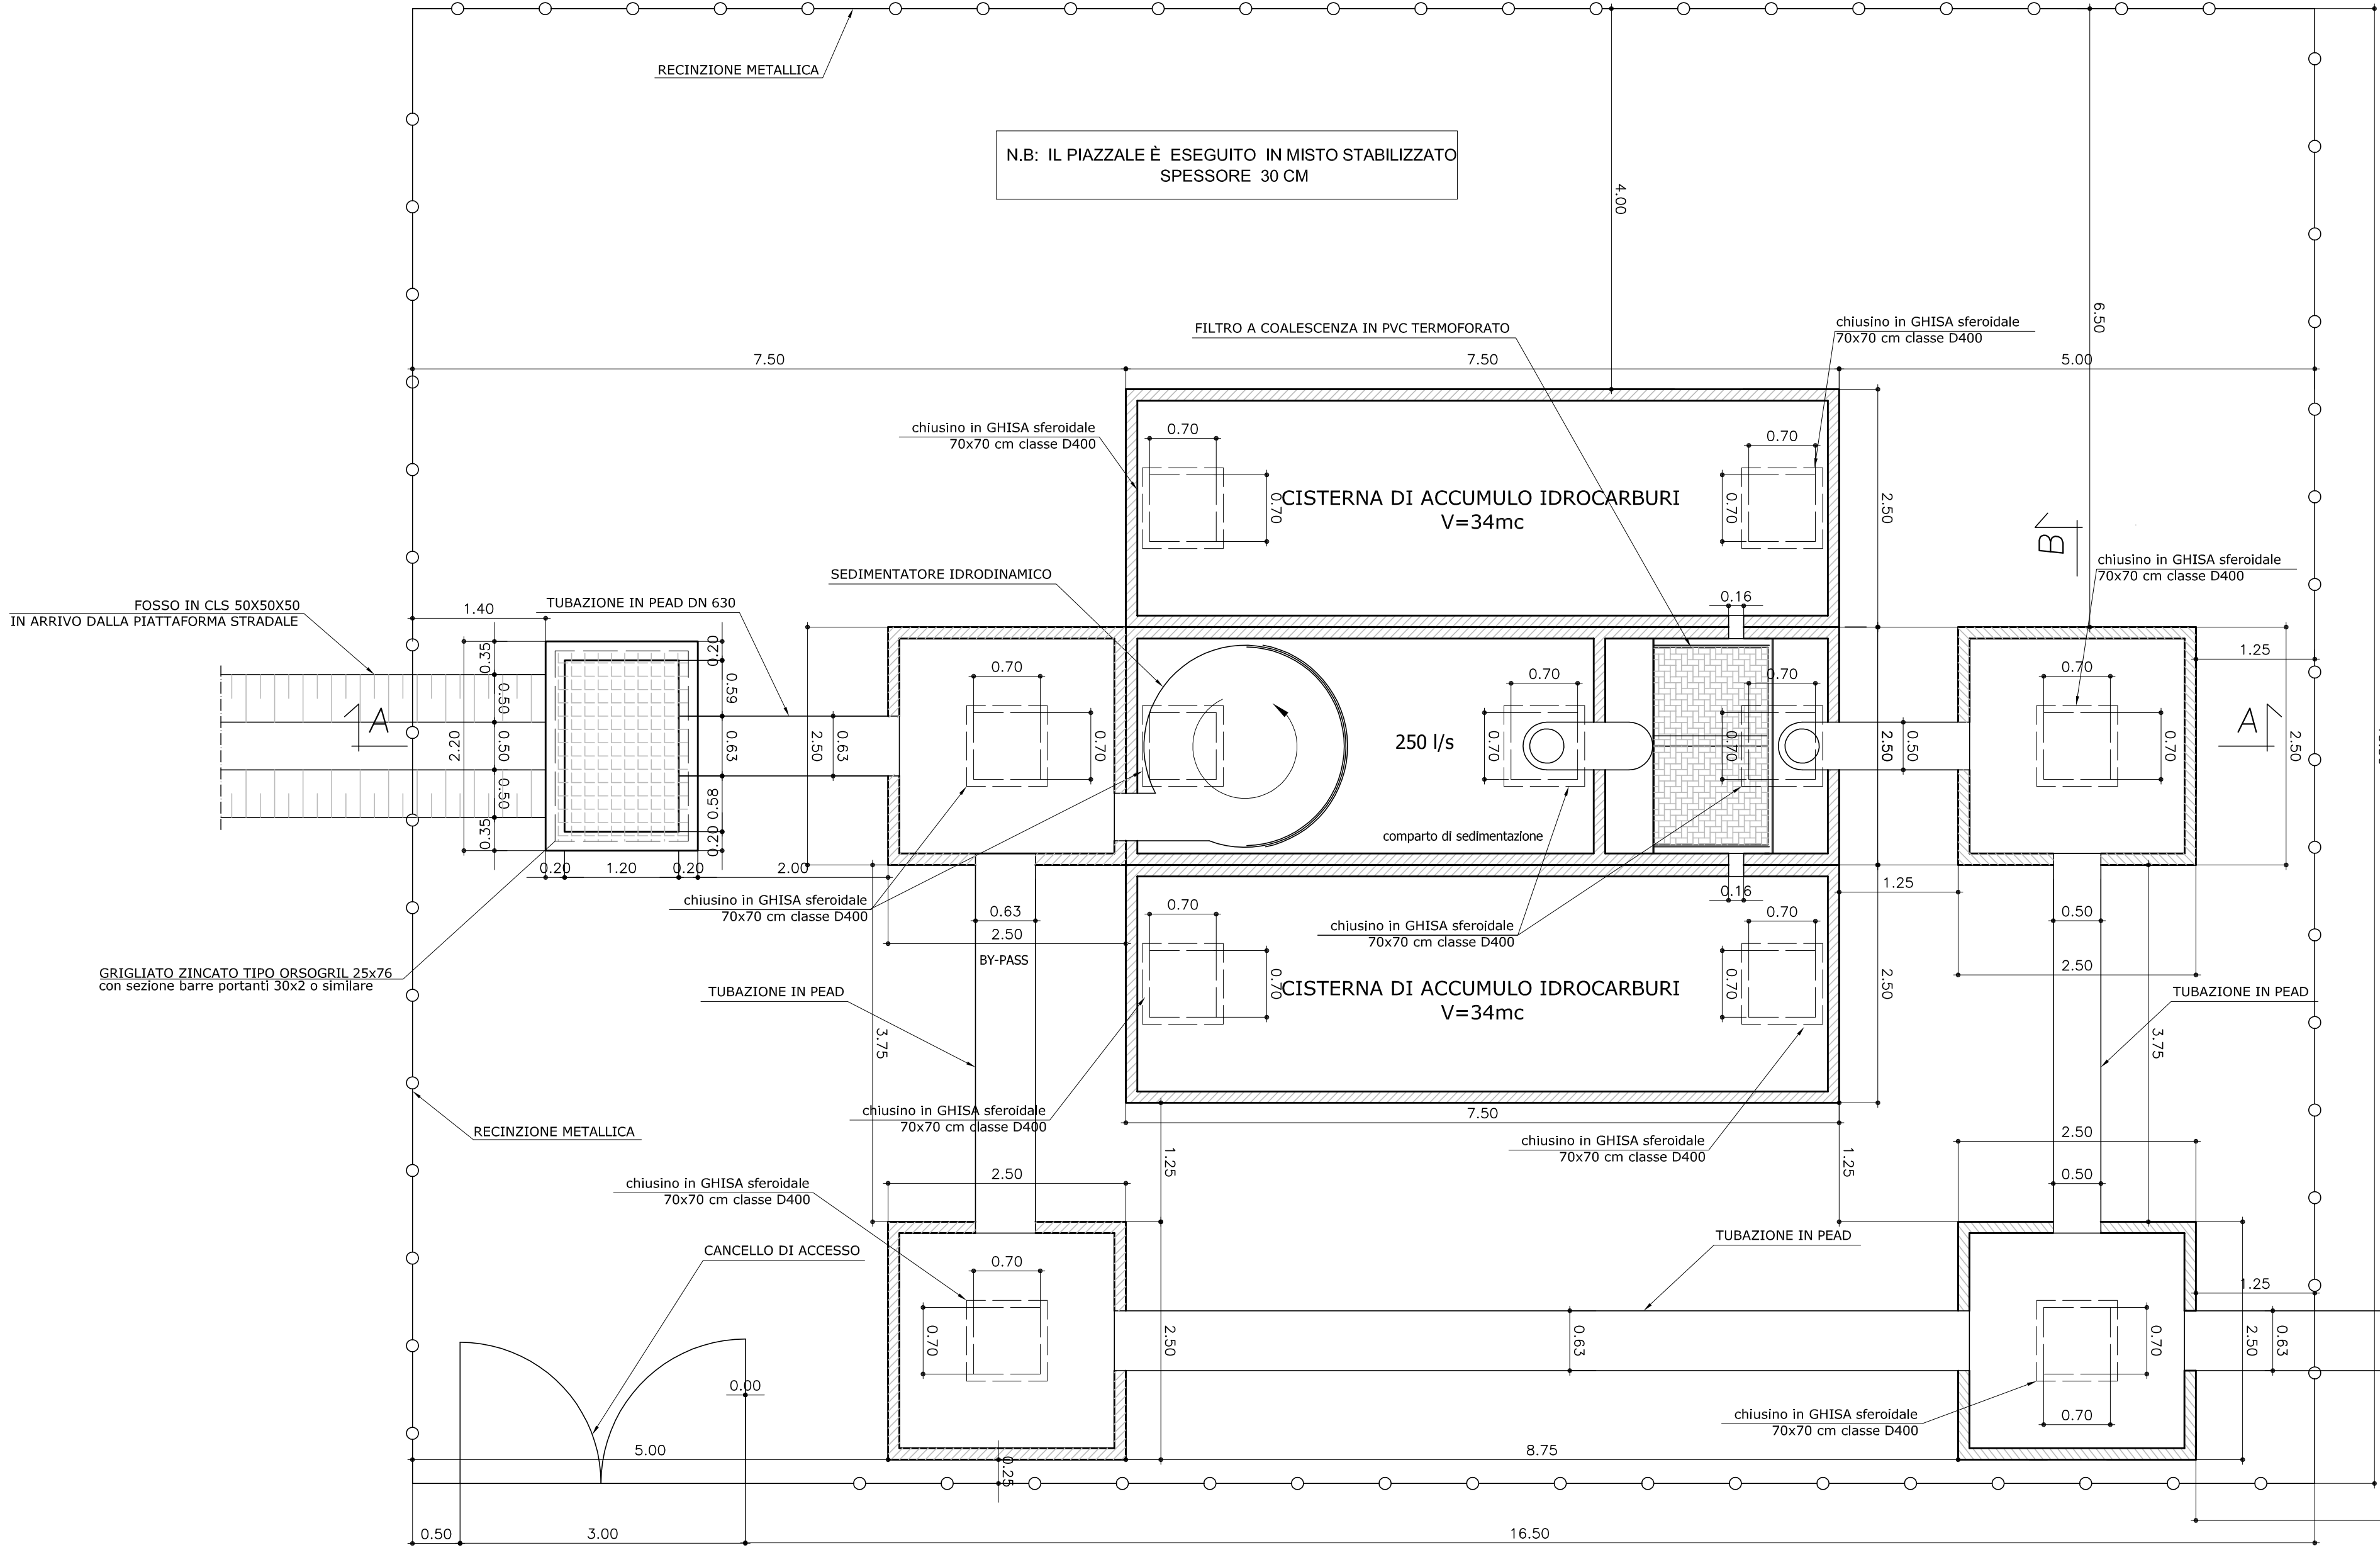 RECINZIONE METALLICA
N.B: IL PIAZZALE È ESEGUITO IN MISTO STABILIZZATO
SPESSORE 30 CM
4.00
6.50
FILTRO A COALESCENZA IN PVC TERMOFORATO
chiusino in GHISA sferoidale
70x70 cm classe D400
7.50
7.50
5.00
chiusino in GHISA sferoidale
70x70 cm classe D400
0.70
0.70
0.70
CISTERNA DI ACCUMULO IDROCARBURI
V=34mc
0.70
2.50
B
chiusino in GHISA sferoidale
70x70 cm classe D400
SEDIMENTATORE IDRODINAMICO
FOSSO IN CLS 50X50X50
IN ARRIVO DALLA PIATTAFORMA STRADALE
1.40
TUBAZIONE IN PEAD DN 630
0.16
0.35
0.20
0.59
0.50
0.50
0.50
0.35
2.20
0.63
0.58
0.20
2.50
0.63
0.70
0.70
0.70
0.70
0.70
0.70
250 l/s
comparto di sedimentazione
2.50
0.50
0.70
0.70
1.25
2.50
A
A
0.20
1.20
0.20
2.00
chiusino in GHISA sferoidale
70x70 cm classe D400
0.63
2.50
BY-PASS
0.16
1.25
0.50
2.50
chiusino in GHISA sferoidale
70x70 cm classe D400
0.70
0.70
0.70
CISTERNA DI ACCUMULO IDROCARBURI
V=34mc
0.70
2.50
GRIGLIATO ZINCATO TIPO ORSOGRIL 25x76
con sezione barre portanti 30x2 o similare
TUBAZIONE IN PEAD
TUBAZIONE IN PEAD
3.75
3.75
chiusino in GHISA sferoidale
70x70 cm classe D400
7.50
RECINZIONE METALLICA
chiusino in GHISA sferoidale
70x70 cm classe D400
2.50
1.25
1.25
2.50
0.50
chiusino in GHISA sferoidale
70x70 cm classe D400
CANCELLO DI ACCESSO
TUBAZIONE IN PEAD
0.70
0.70
2.50
0.63
1.25
0.70
2.50
0.63
0.70
0.00
chiusino in GHISA sferoidale
70x70 cm classe D400
5.00
0.25
8.75
0.50
3.00
16.50